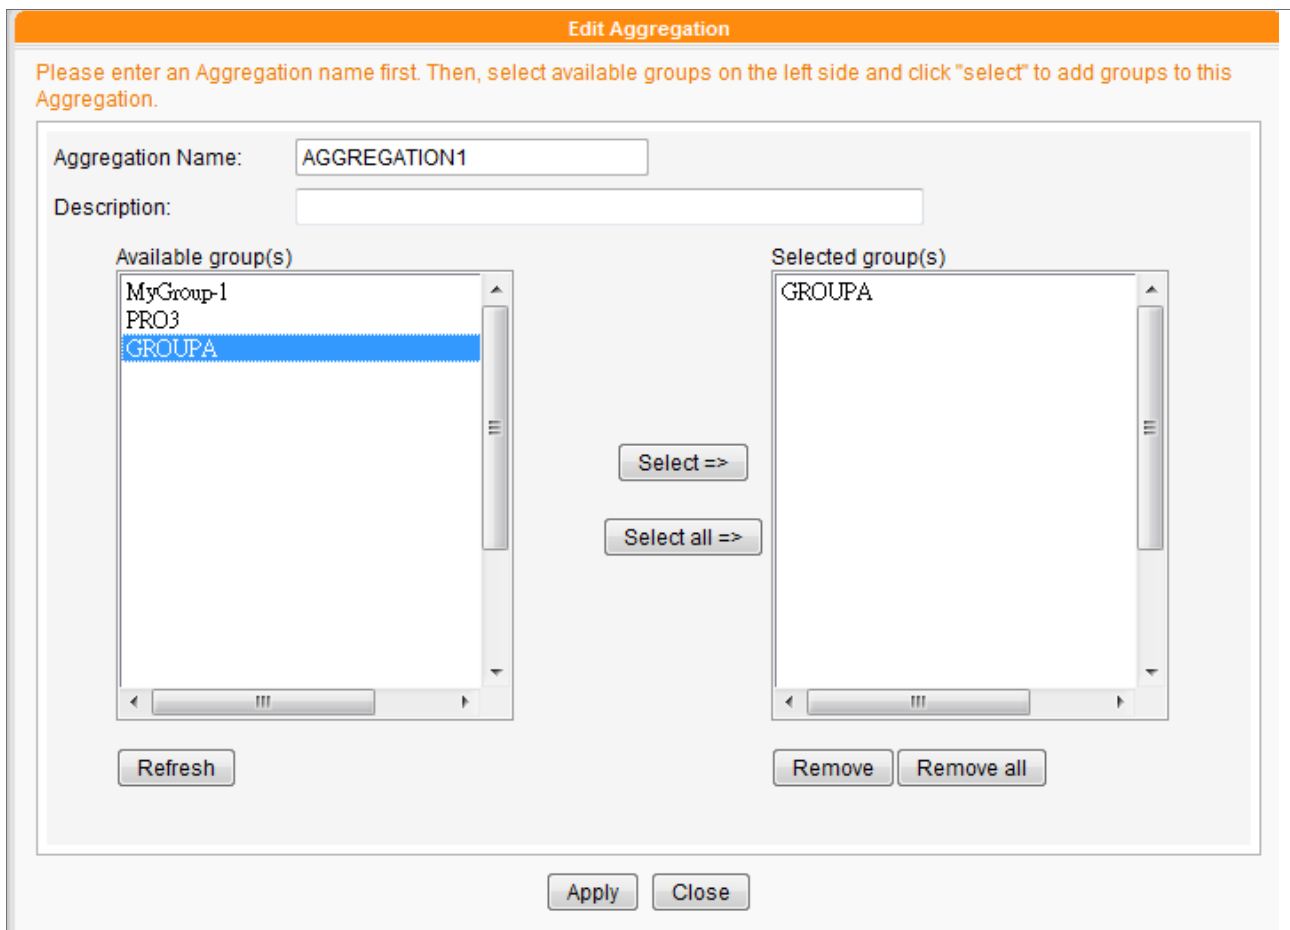 Edit Aggregation
Please enter an Aggregation name first. Then, select available groups on the left side and click "select" to add groups to this
Aggregation.
Aggregation Name: AGGREGATION1
Description:
Available group(s) Selected group(s)
MyGroup-1 GROUPA
PRO3
GROUPA
Select =>
Select all =>
Refresh Remove Remove all
Apply Close